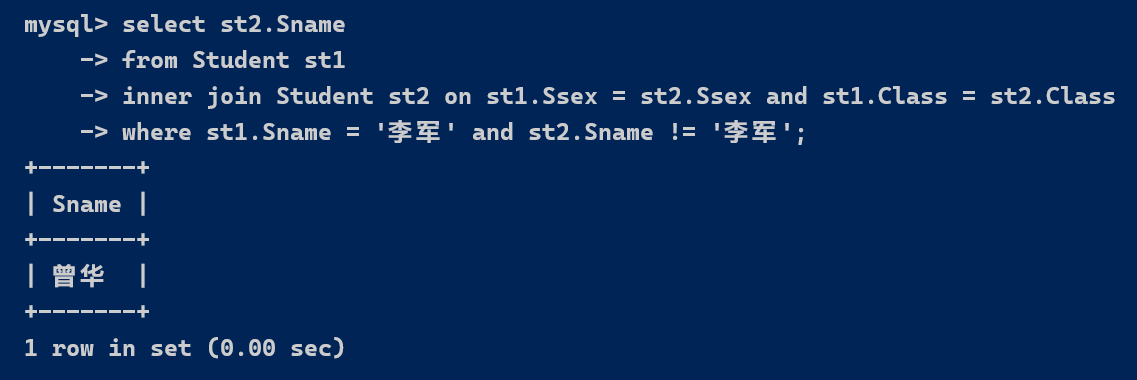 mysql> select st2.Sname
    -> from Student st1
    -> inner join Student st2 on st1.Ssex = st2.Ssex and st1.Class = st2.Class
    -> where st1.Sname = '李军' and st2.Sname != '李军';
+-------+
| Sname |
+-------+
| 曾华  |
+-------+
1 row in set (0.00 sec)